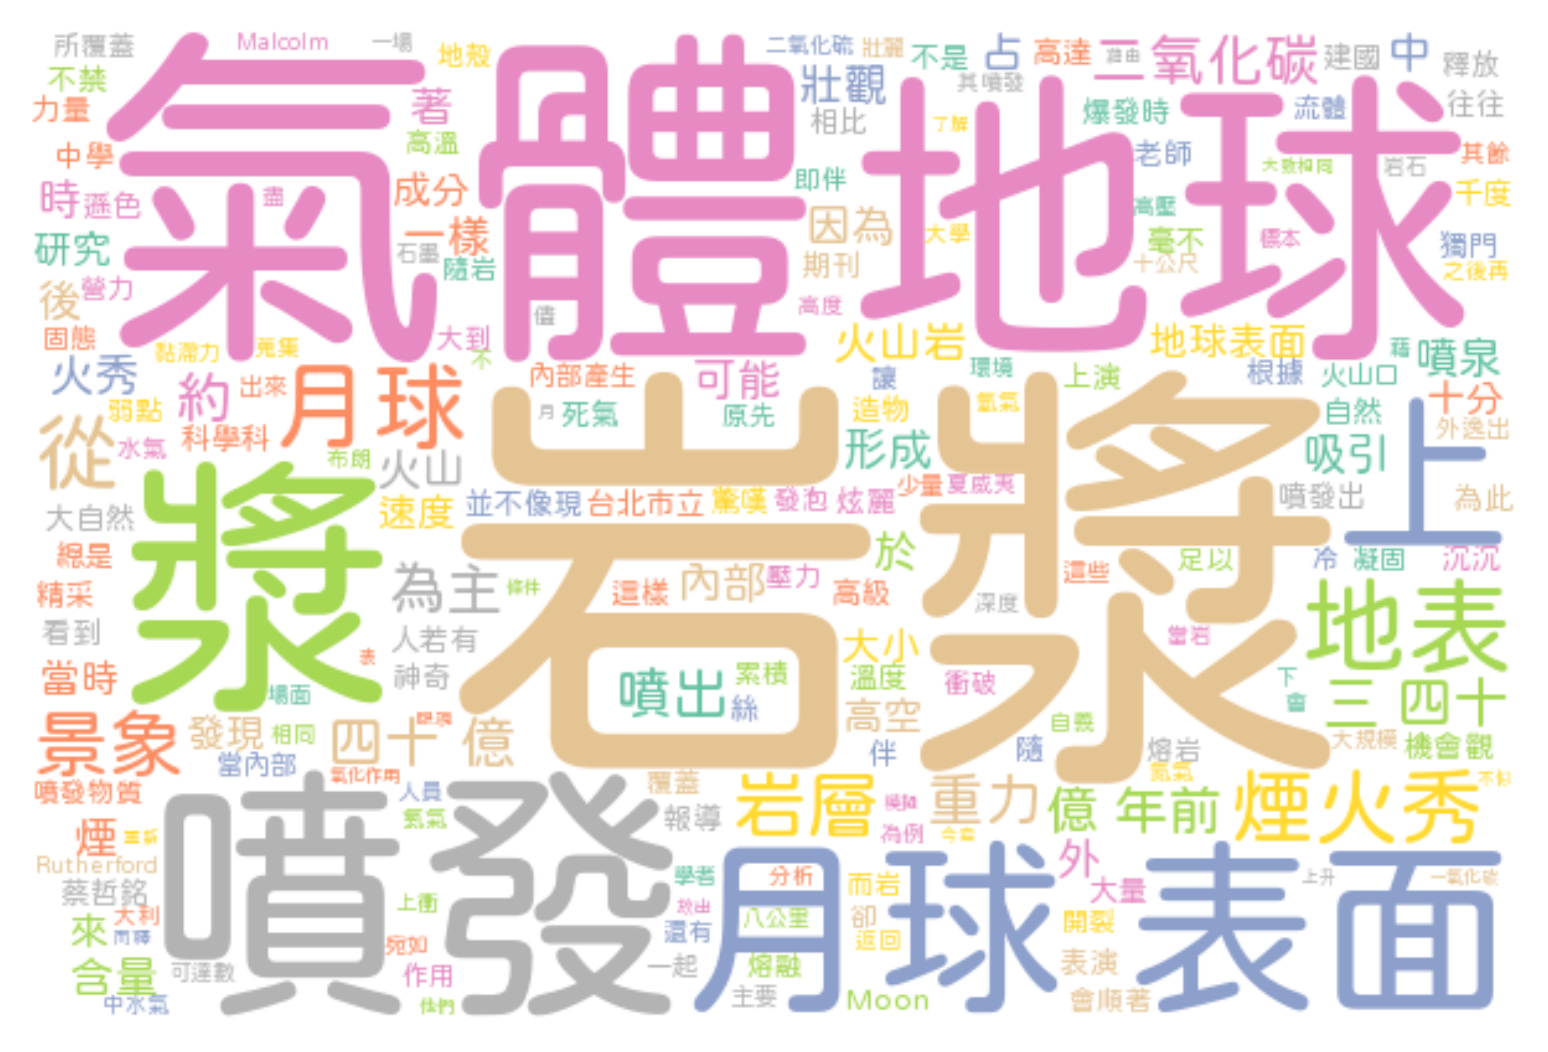 所覆蓋 Malcolm 一場 地殼 二氧化硫 壯麗 不是 占 高達 藉由 二氧化碳 建國 中 釋放
不禁 氣體 地球 著 壯觀 其噴發 往往
力量 相比 了解 爆發時 流體
中學 高溫 老師 大致相同 岩石 其餘
時 遜色 盡 成分 即伴 高壓 千度
研究 一樣 石墨 因為 大學 毫不 標本 獨門
後 營力 隨岩 期刊 十公尺 之後再
固態 黏滯力 蒐集 大到 不 儘 高度 火山岩 地球表面 藉 噴泉
火秀 約 出來 月球 內部產生 可能 讓 環境 上演 根據 火山口 十分
弱點 月 死氣 原先 造物 氫氣 自然 外逸出
從 水氣 科學科 布朗 火山 岩漿 形成 吸引 上
大自然 漿 速度 並不像現 台北市立 驚嘆 發泡 炫麗 少量 夏威夷 噴發出 為此
總是 於 這些 足以 冷 凝固 沉沉
精采 為主 條件 這樣 內部 壓力 高級 深度 地表
看到 人若有 大小 當岩
當時 表 場面 神奇 噴出 累積 絲 溫度 衝破 下 會 三 四十
景象 發現 相同 四十 億 高空 自義 大規模 機會觀
當內部 伴 隨 熔岩
噴發物質 氧化作用 人員 覆蓋 岩層 重力 氮氣 億 年前 煙火秀 不似
煙 重新 噴發 氦氣 報導 為例 今南
Rutherford 學者 分析 月球表面 外 上升 一氧化碳
蔡哲銘 上衝 放出 而岩 大量
來 大利 而釋 宛如 還有 八公里 卻 返回 開裂
含量 可達數 作用 一起 熔融 表演
中水氣 他們 主要 Moon 會順著